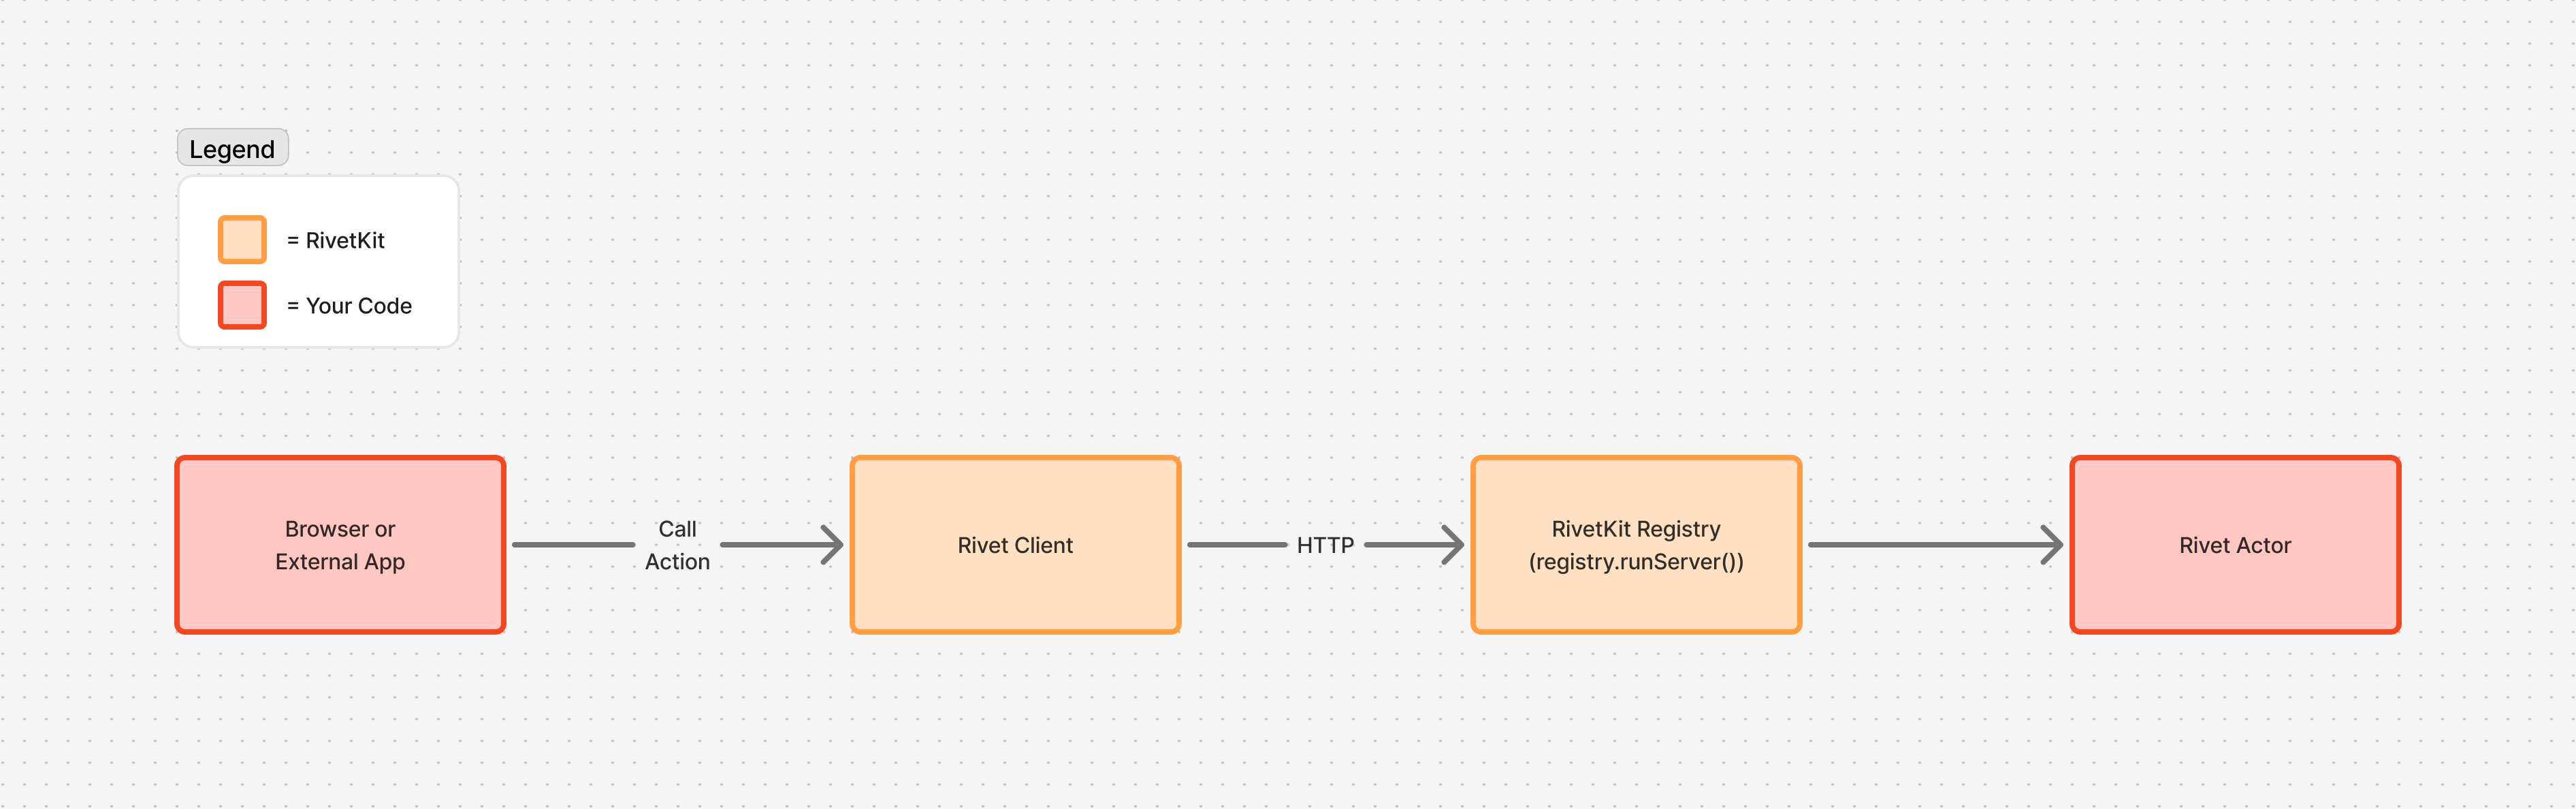 Legend
= RivetKit
= Your Code
Browser or
External App
Call
Action
Rivet Client
HTTP
RivetKit Registry
(registry.runServer())
Rivet Actor